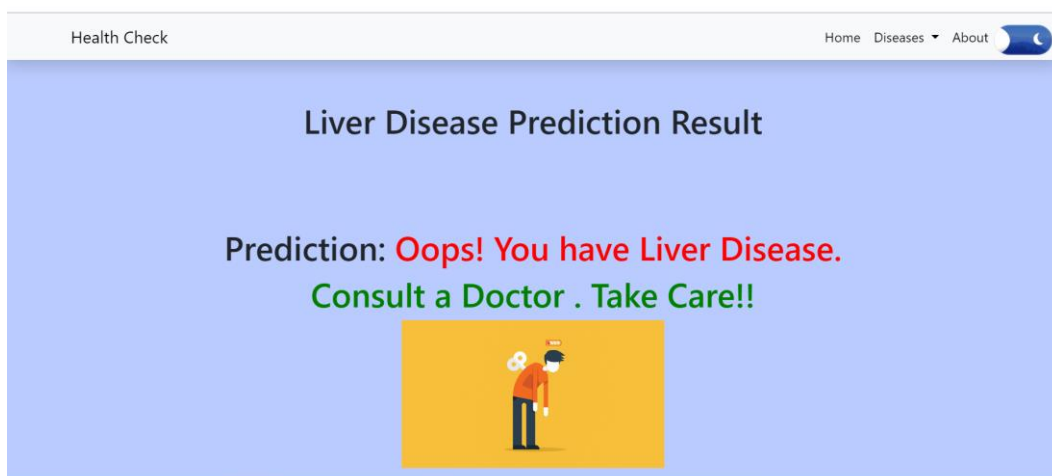 Health Check
Home Diseases About
Liver Disease Prediction Result
Prediction: Oops! You have Liver Disease.
Consult a Doctor . Take Care!!